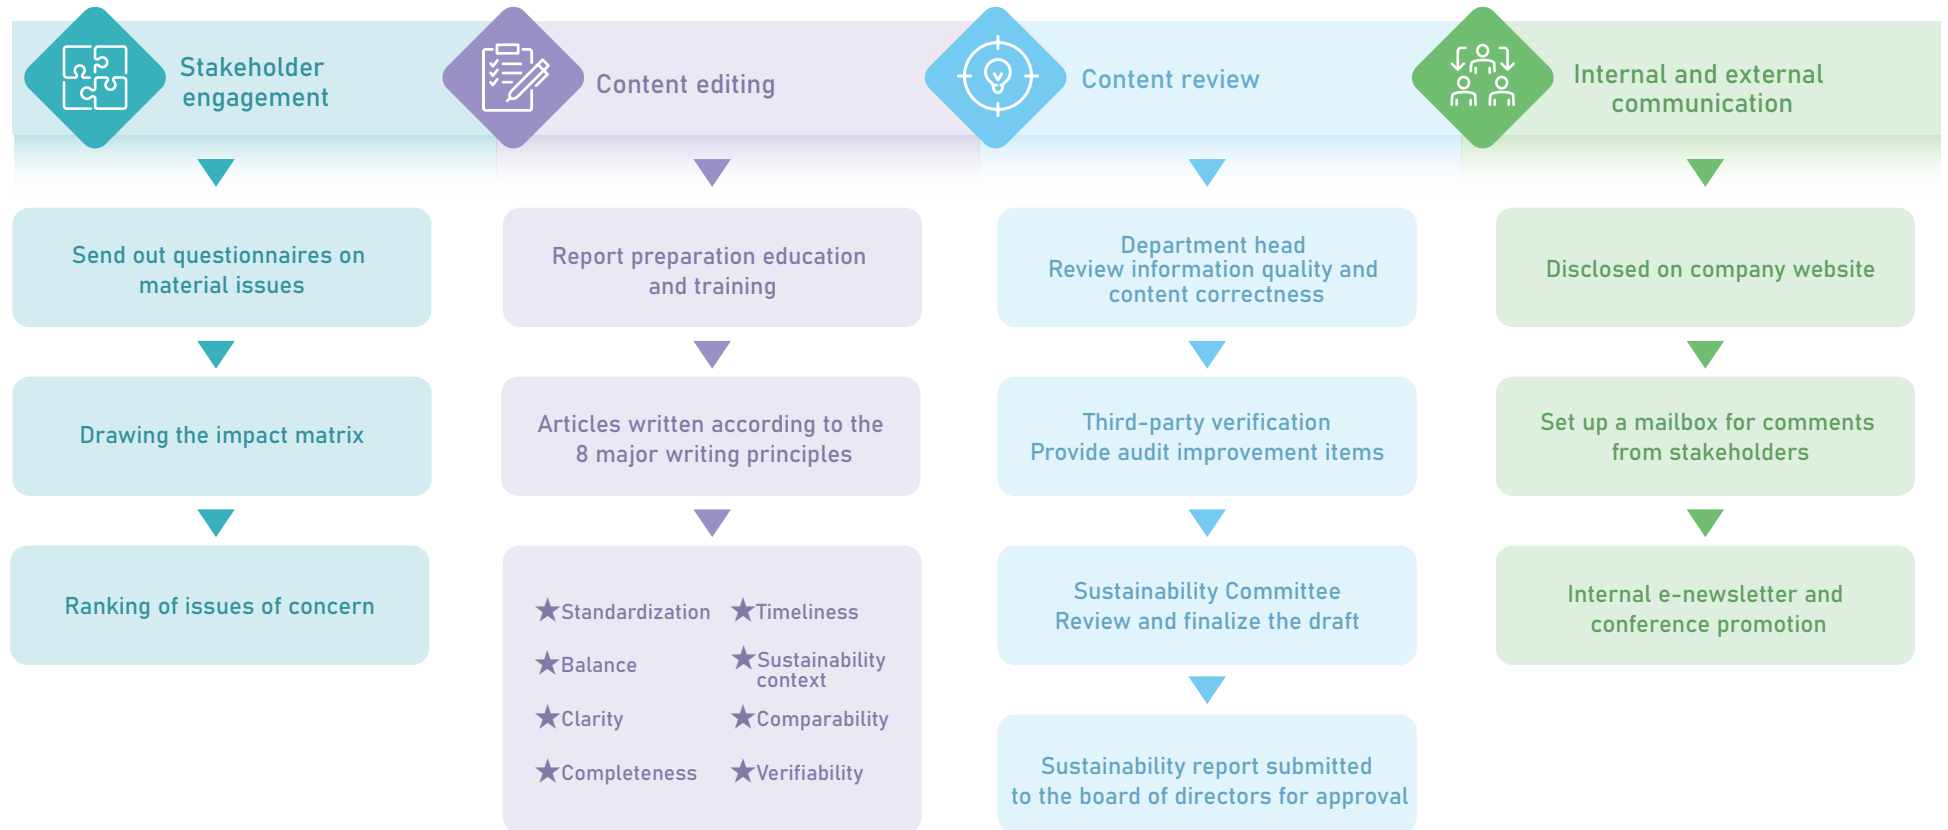 Stakeholder
engagement
Send out questionnaires on
material issues
Drawing the impact matrix
Ranking of issues of concern
Content editing
Report preparation education
and training
Articles written according to the
8 major writing principles
★Standardization
★Balance
★Clarity
★Completeness
★Timeliness
★Sustainability
context
★Comparability
★Verifiability
Content review
Department head
Review information quality and
content correctness
Third-party verification
Provide audit improvement items
Sustainability Committee
Review and finalize the draft
Sustainability report submitted
to the board of directors for approval
Internal and external
communication
Disclosed on company website
Set up a mailbox for comments
from stakeholders
Internal e-newsletter and
conference promotion